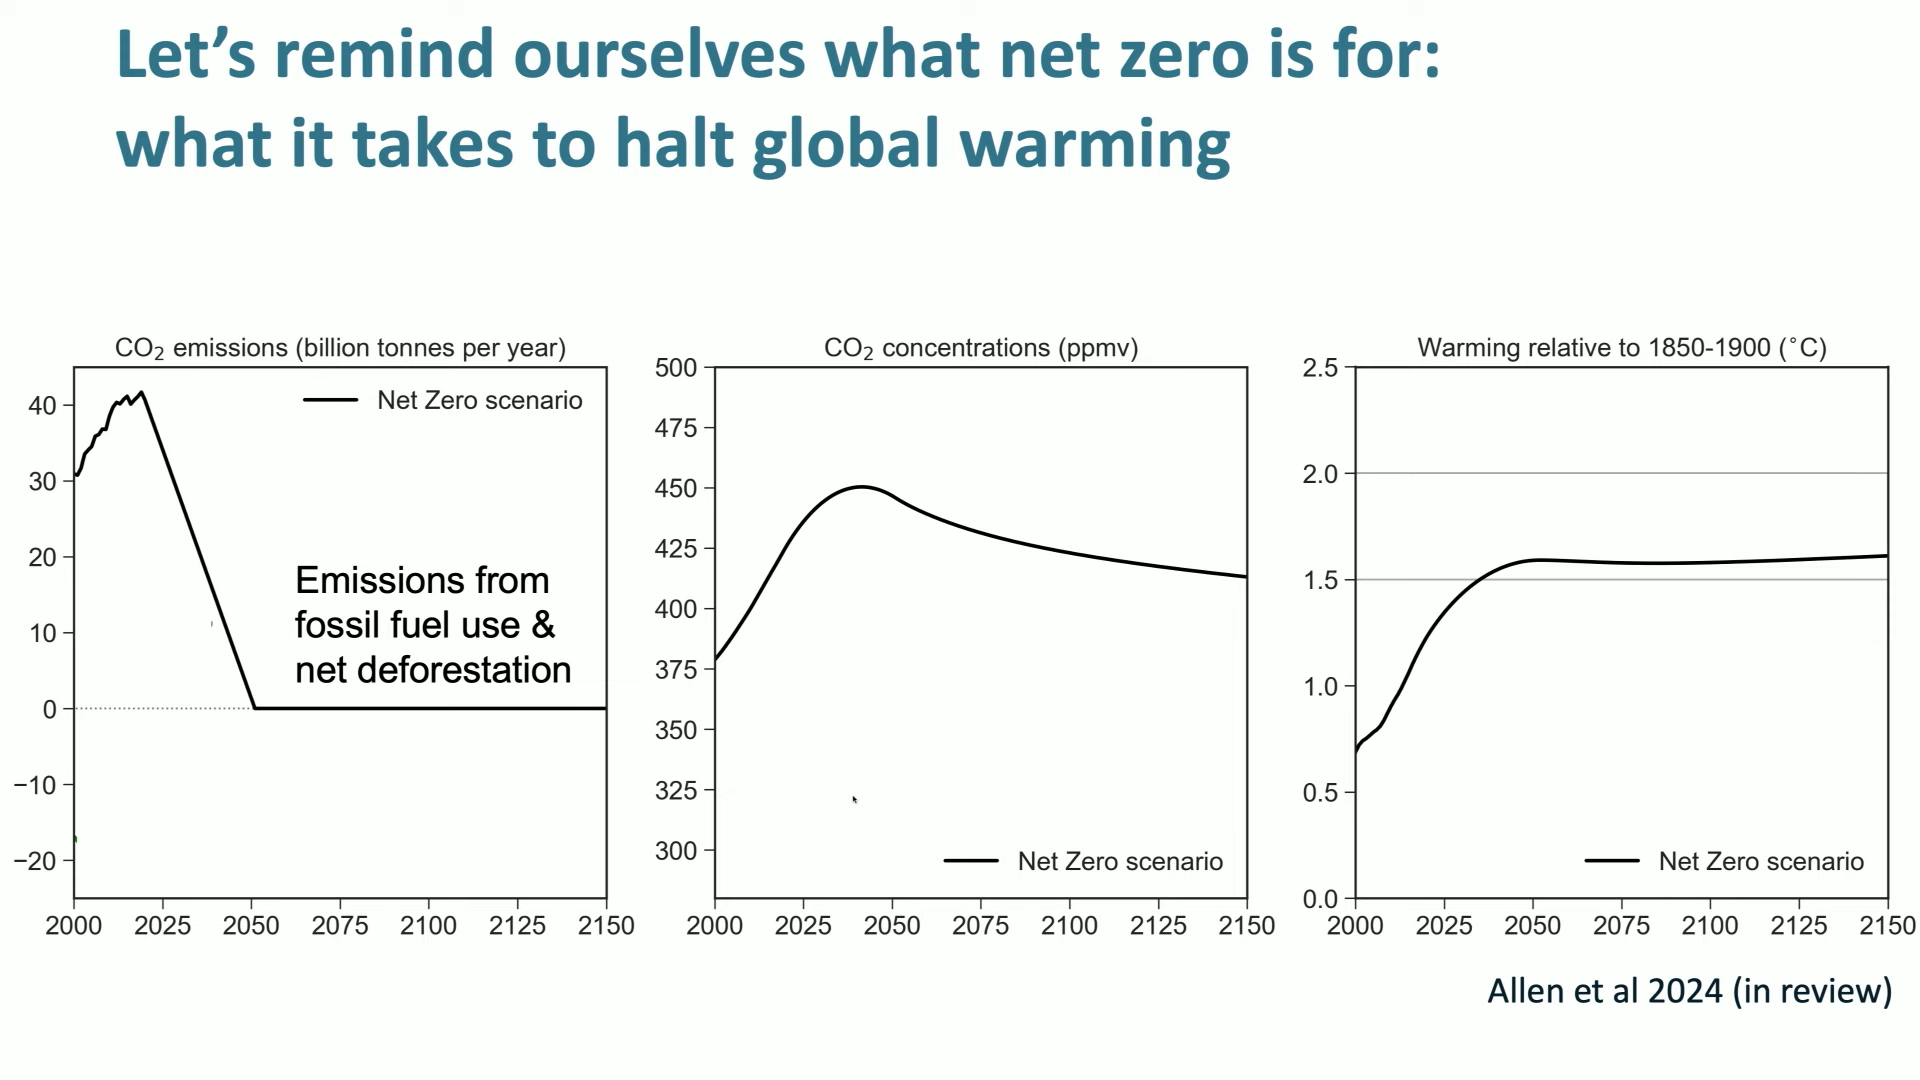 Let’s remind ourselves what net zero is for:
what it takes to halt global warming
CO₂ emissions (billion tonnes per year)
Net Zero scenario
40
30
20
10
0
−10
−20
Emissions from
fossil fuel use &
net deforestation
2000 2025 2050 2075 2100 2125 2150
CO₂ concentrations (ppmv)
500
475
450
425
400
375
350
325
300
Net Zero scenario
2000 2025 2050 2075 2100 2125 2150
Warming relative to 1850-1900 (°C)
2.5
2.0
1.5
1.0
0.5
0.0
Net Zero scenario
2000 2025 2050 2075 2100 2125 2150
Allen et al 2024 (in review)